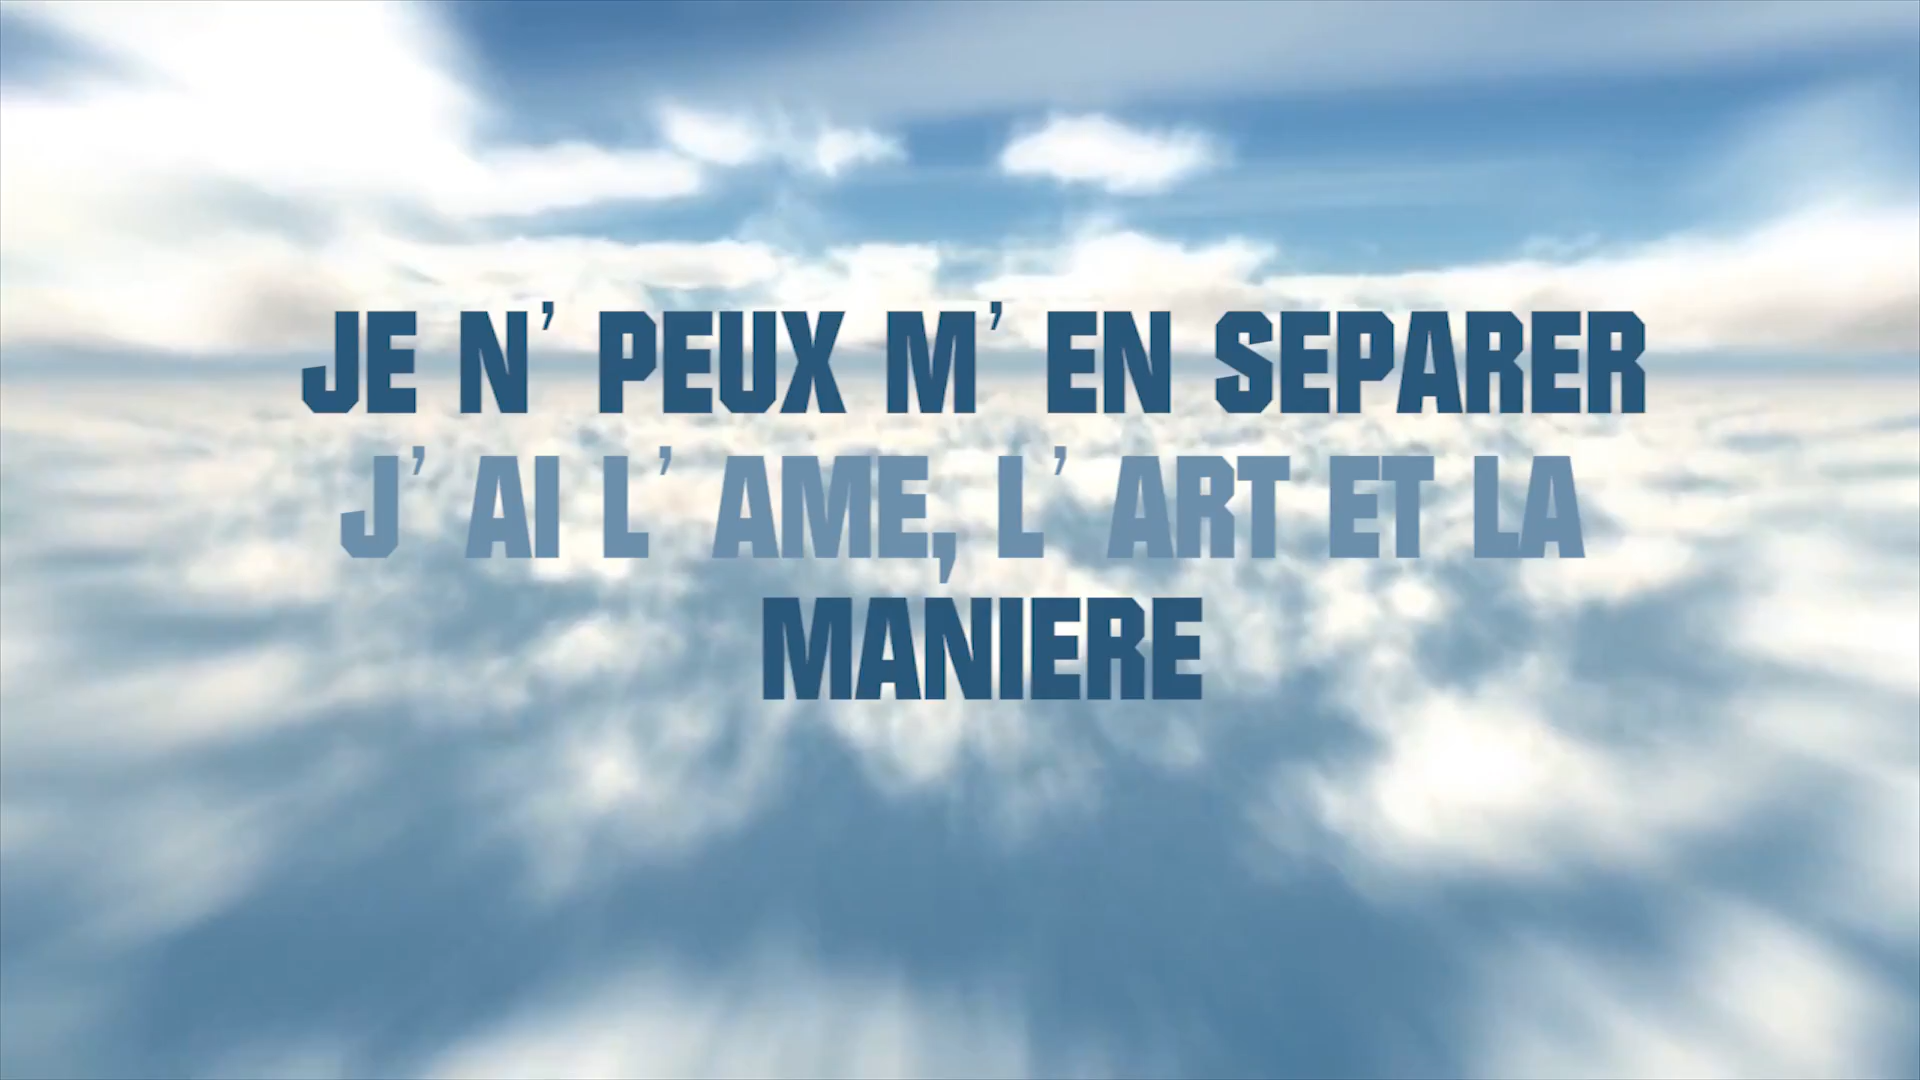 JE N' PEUX M' EN SEPARER
J' AI L' AME, L' ART ET LA
MANIERE